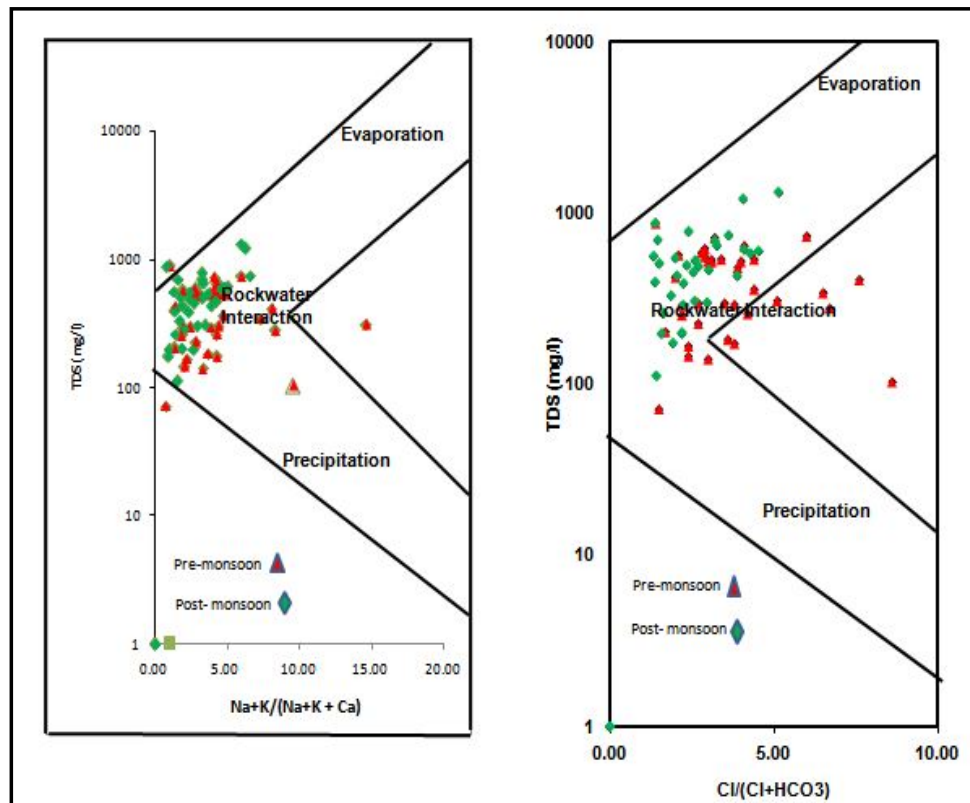 10000
Evaporation
1000
Rockwater
Interaction
TDS ( mg/l)
100
Precipitation
10
Pre-monsoon
Post- monsoon
1
0.00 5.00 10.00 15.00 20.00
Na+K/(Na+K + Ca)
10000
Evaporation
1000
Rockwater Interaction
TDS (mg/l)
100
Precipitation
10
Pre-monsoon
Post- monsoon
1
0.00 5.00 10.00
Cl/(Cl+HCO3)